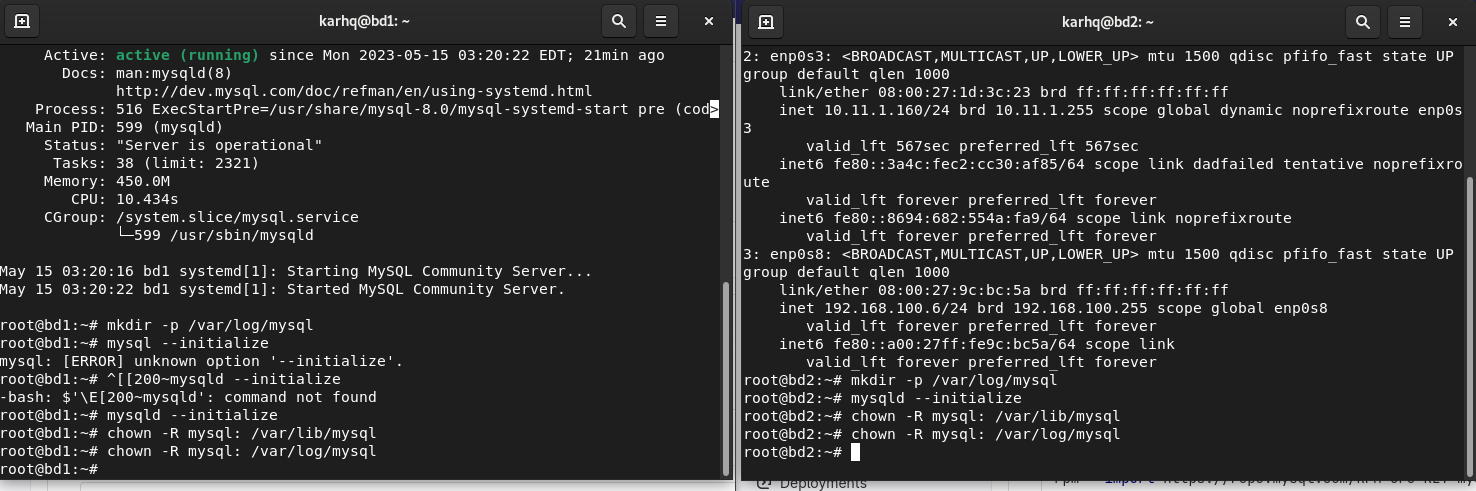 karhq@bd1: ~
Active: active (running) since Mon 2023-05-15 03:20:22 EDT; 21min ago
Docs: man:mysqld(8)
http://dev.mysql.com/doc/refman/en/using-systemd.html
Process: 516 ExecStartPre=/usr/share/mysql-8.0/mysql-systemd-start pre (cod>
Main PID: 599 (mysqld)
Status: "Server is operational"
Tasks: 38 (limit: 2321)
Memory: 450.0M
CPU: 10.434s
CGroup: /system.slice/mysql.service
└─599 /usr/sbin/mysqld
May 15 03:20:16 bd1 systemd[1]: Starting MySQL Community Server...
May 15 03:20:22 bd1 systemd[1]: Started MySQL Community Server.
root@bd1:~# mkdir -p /var/log/mysql
root@bd1:~# mysql --initialize
mysql: [ERROR] unknown option '--initialize'.
root@bd1:~# ^[[200~mysqld --initialize
-bash: $'\E[200~mysqld': command not found
root@bd1:~# mysqld --initialize
root@bd1:~# chown -R mysql: /var/lib/mysql
root@bd1:~# chown -R mysql: /var/log/mysql
root@bd1:~#
karhq@bd2: ~
2: enp0s3: <BROADCAST,MULTICAST,UP,LOWER_UP> mtu 1500 qdisc pfifo_fast state UP
group default qlen 1000
link/ether 08:00:27:1d:3c:23 brd ff:ff:ff:ff:ff:ff
inet 10.11.1.160/24 brd 10.11.1.255 scope global dynamic noprefixroute enp0s
3
valid_lft 567sec preferred_lft 567sec
inet6 fe80::3a4c:fec2:cc30:af85/64 scope link dadfailed tentative noprefixro
ute
valid_lft forever preferred_lft forever
inet6 fe80::8694:682:554a:fa9/64 scope link noprefixroute
valid_lft forever preferred_lft forever
3: enp0s8: <BROADCAST,MULTICAST,UP,LOWER_UP> mtu 1500 qdisc pfifo_fast state UP
group default qlen 1000
link/ether 08:00:27:9c:bc:5a brd ff:ff:ff:ff:ff:ff
inet 192.168.100.6/24 brd 192.168.100.255 scope global enp0s8
valid_lft forever preferred_lft forever
inet6 fe80::a00:27ff:fe9c:bc5a/64 scope link
valid_lft forever preferred_lft forever
root@bd2:~# mkdir -p /var/log/mysql
root@bd2:~# mysqld --initialize
root@bd2:~# chown -R mysql: /var/lib/mysql
root@bd2:~# chown -R mysql: /var/log/mysql
root@bd2:~#
Deployments